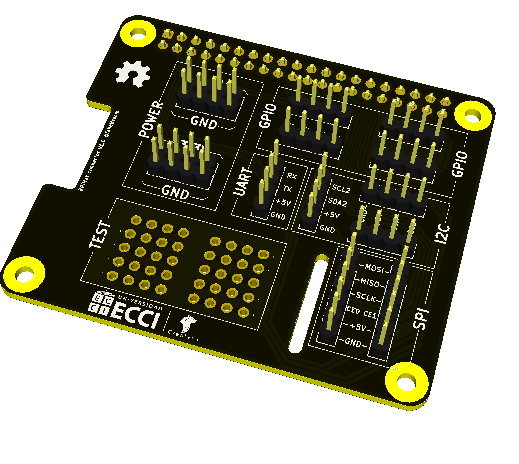 POWER
GND
GND
GPIO
GPIO
UART
RX
TX
+5V
GND
SCL2
SDA2
+5V
GND
I2C
TEST
MOSI
MISO
SCLK
CE0 CE1
+5V
GND
SPI
UNIVERSIDAD
ECCI